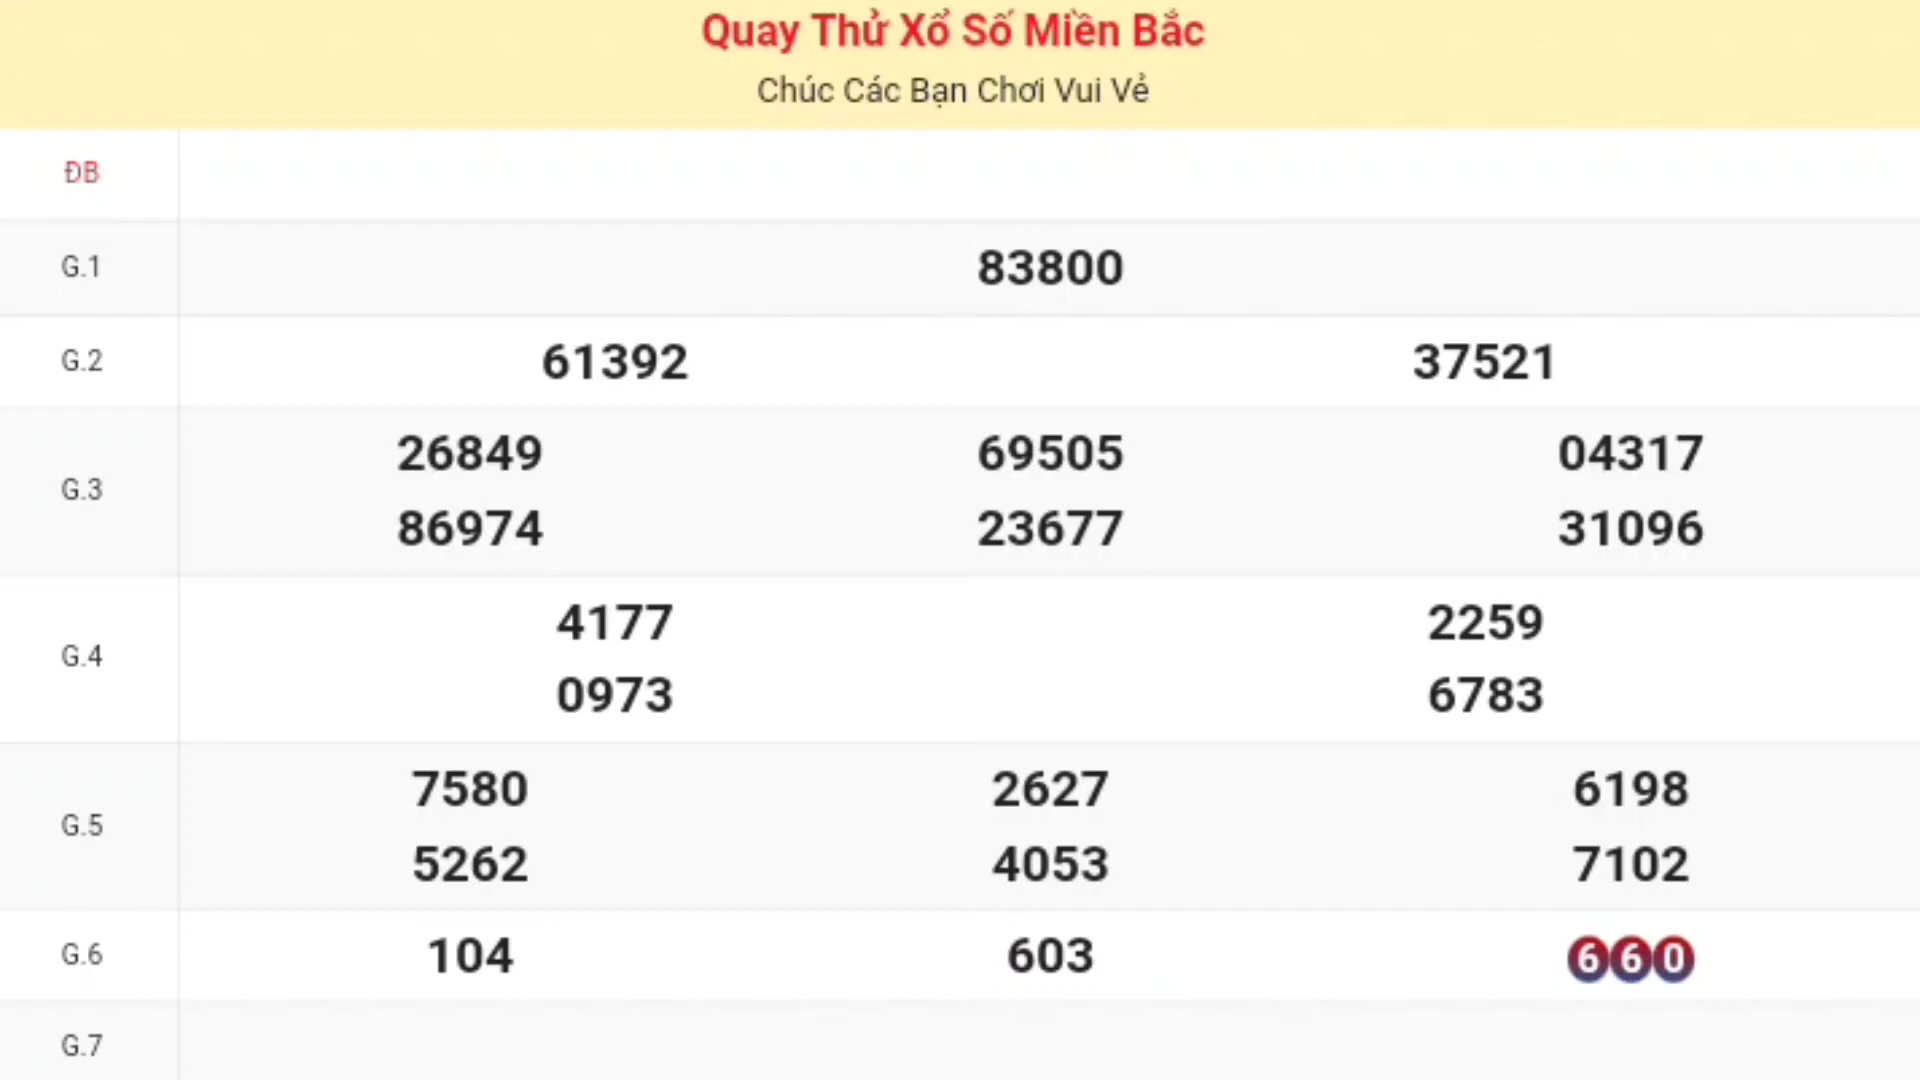 Quay Thử Xổ Số Miền Bắc
Chúc Các Bạn Chơi Vui Vẻ
ĐB
G.1 83800
G.2 61392 37521
G.3 26849 69505 04317
86974 23677 31096
G.4 4177 2259
0973 6783
G.5 7580 2627 6198
5262 4053 7102
G.6 104 603 660
G.7